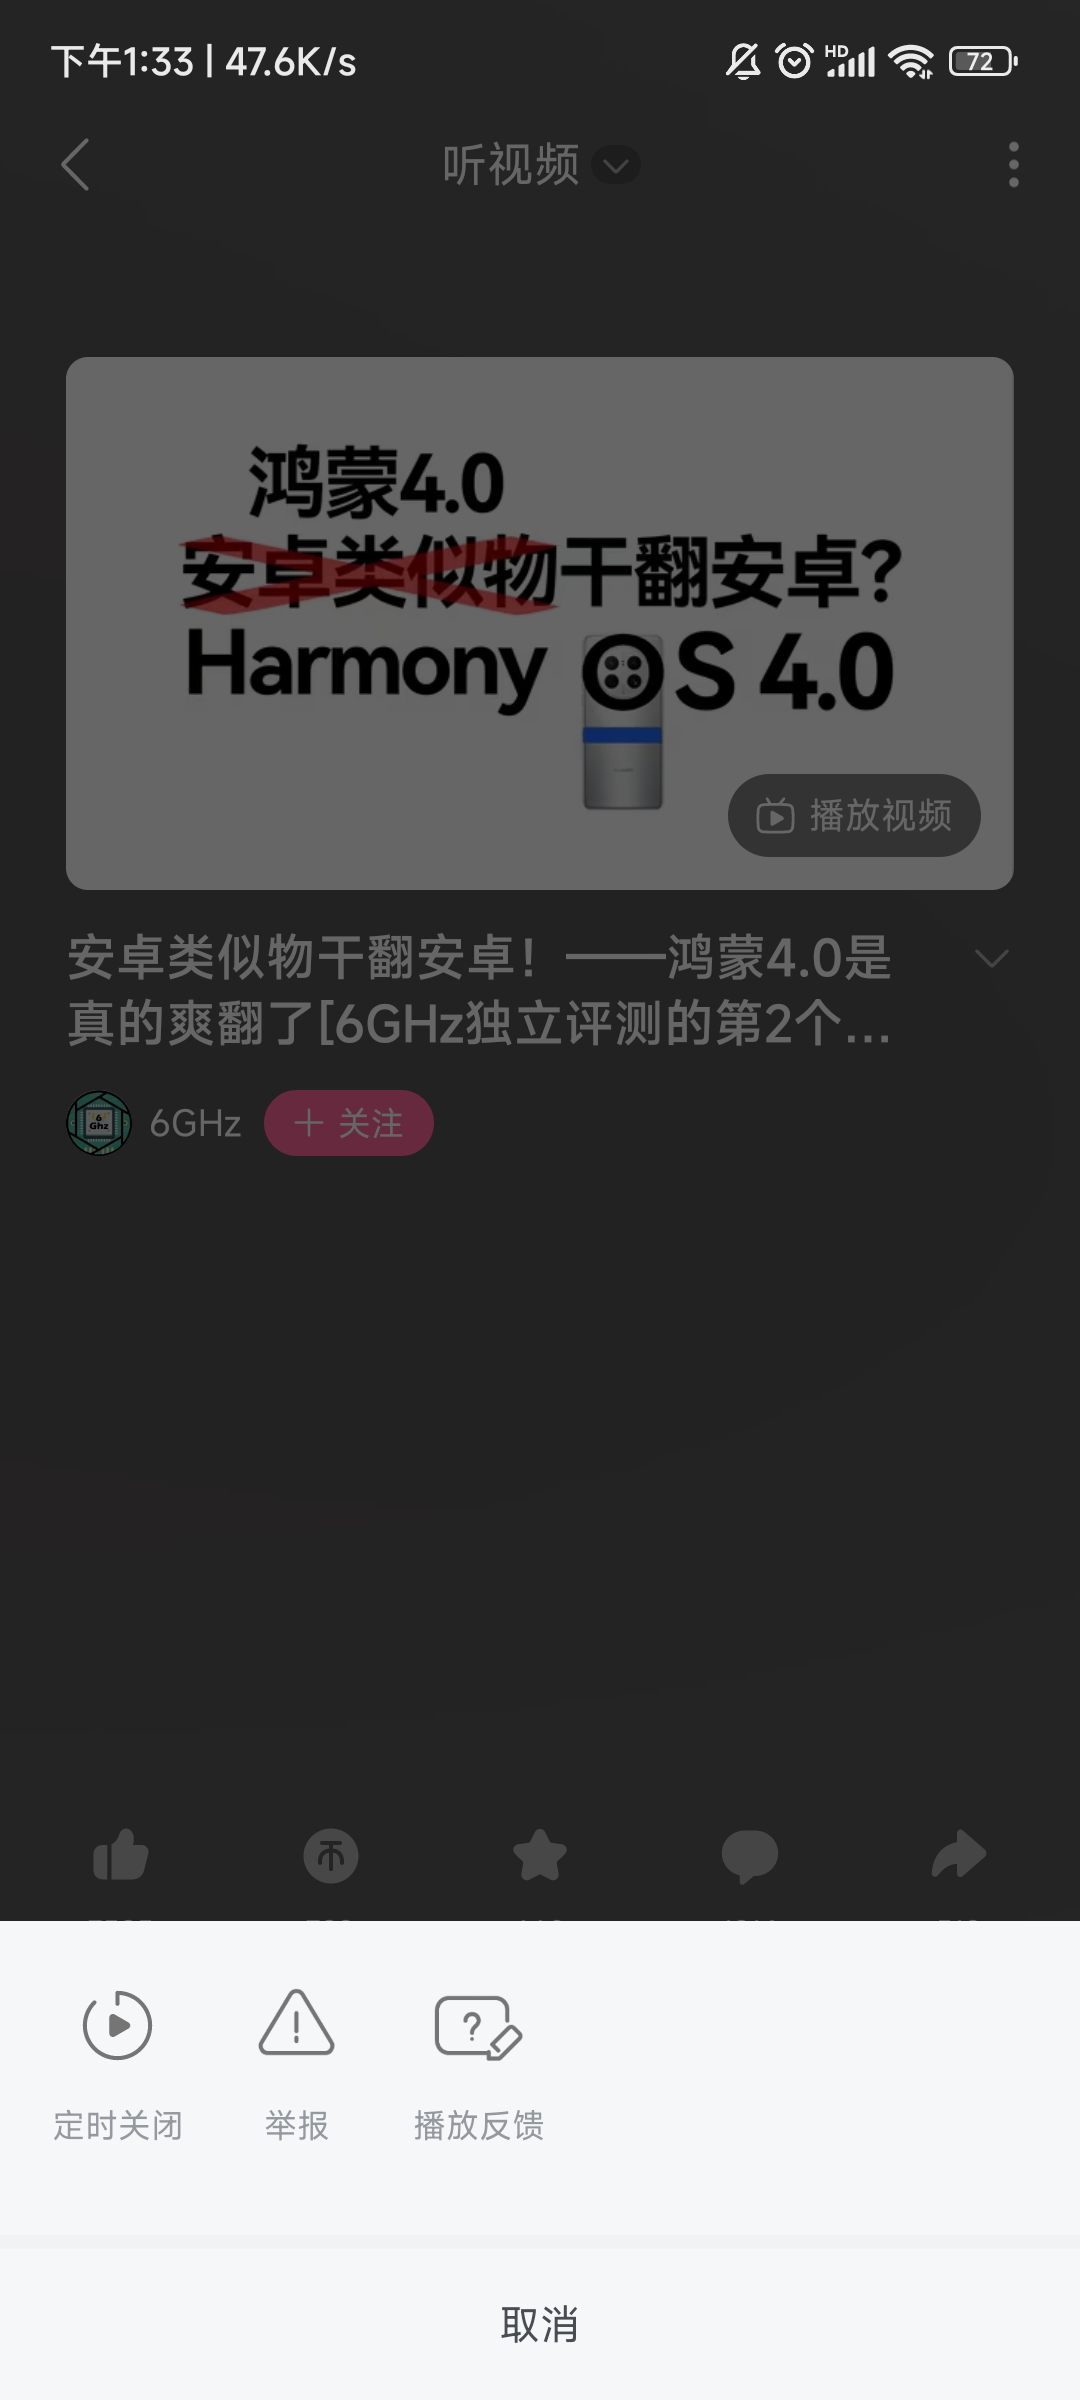 下午1:33 | 47.6K/s
HD
72
听视频
鸿蒙4.0
安卓类似物干翻安卓?
Harmony OS 4.0
播放视频
安卓类似物干翻安卓！——鸿蒙4.0是
真的爽翻了[6GHz独立评测的第2个...
6 Ghz
6GHz
+ 关注
定时关闭
举报
播放反馈
取消